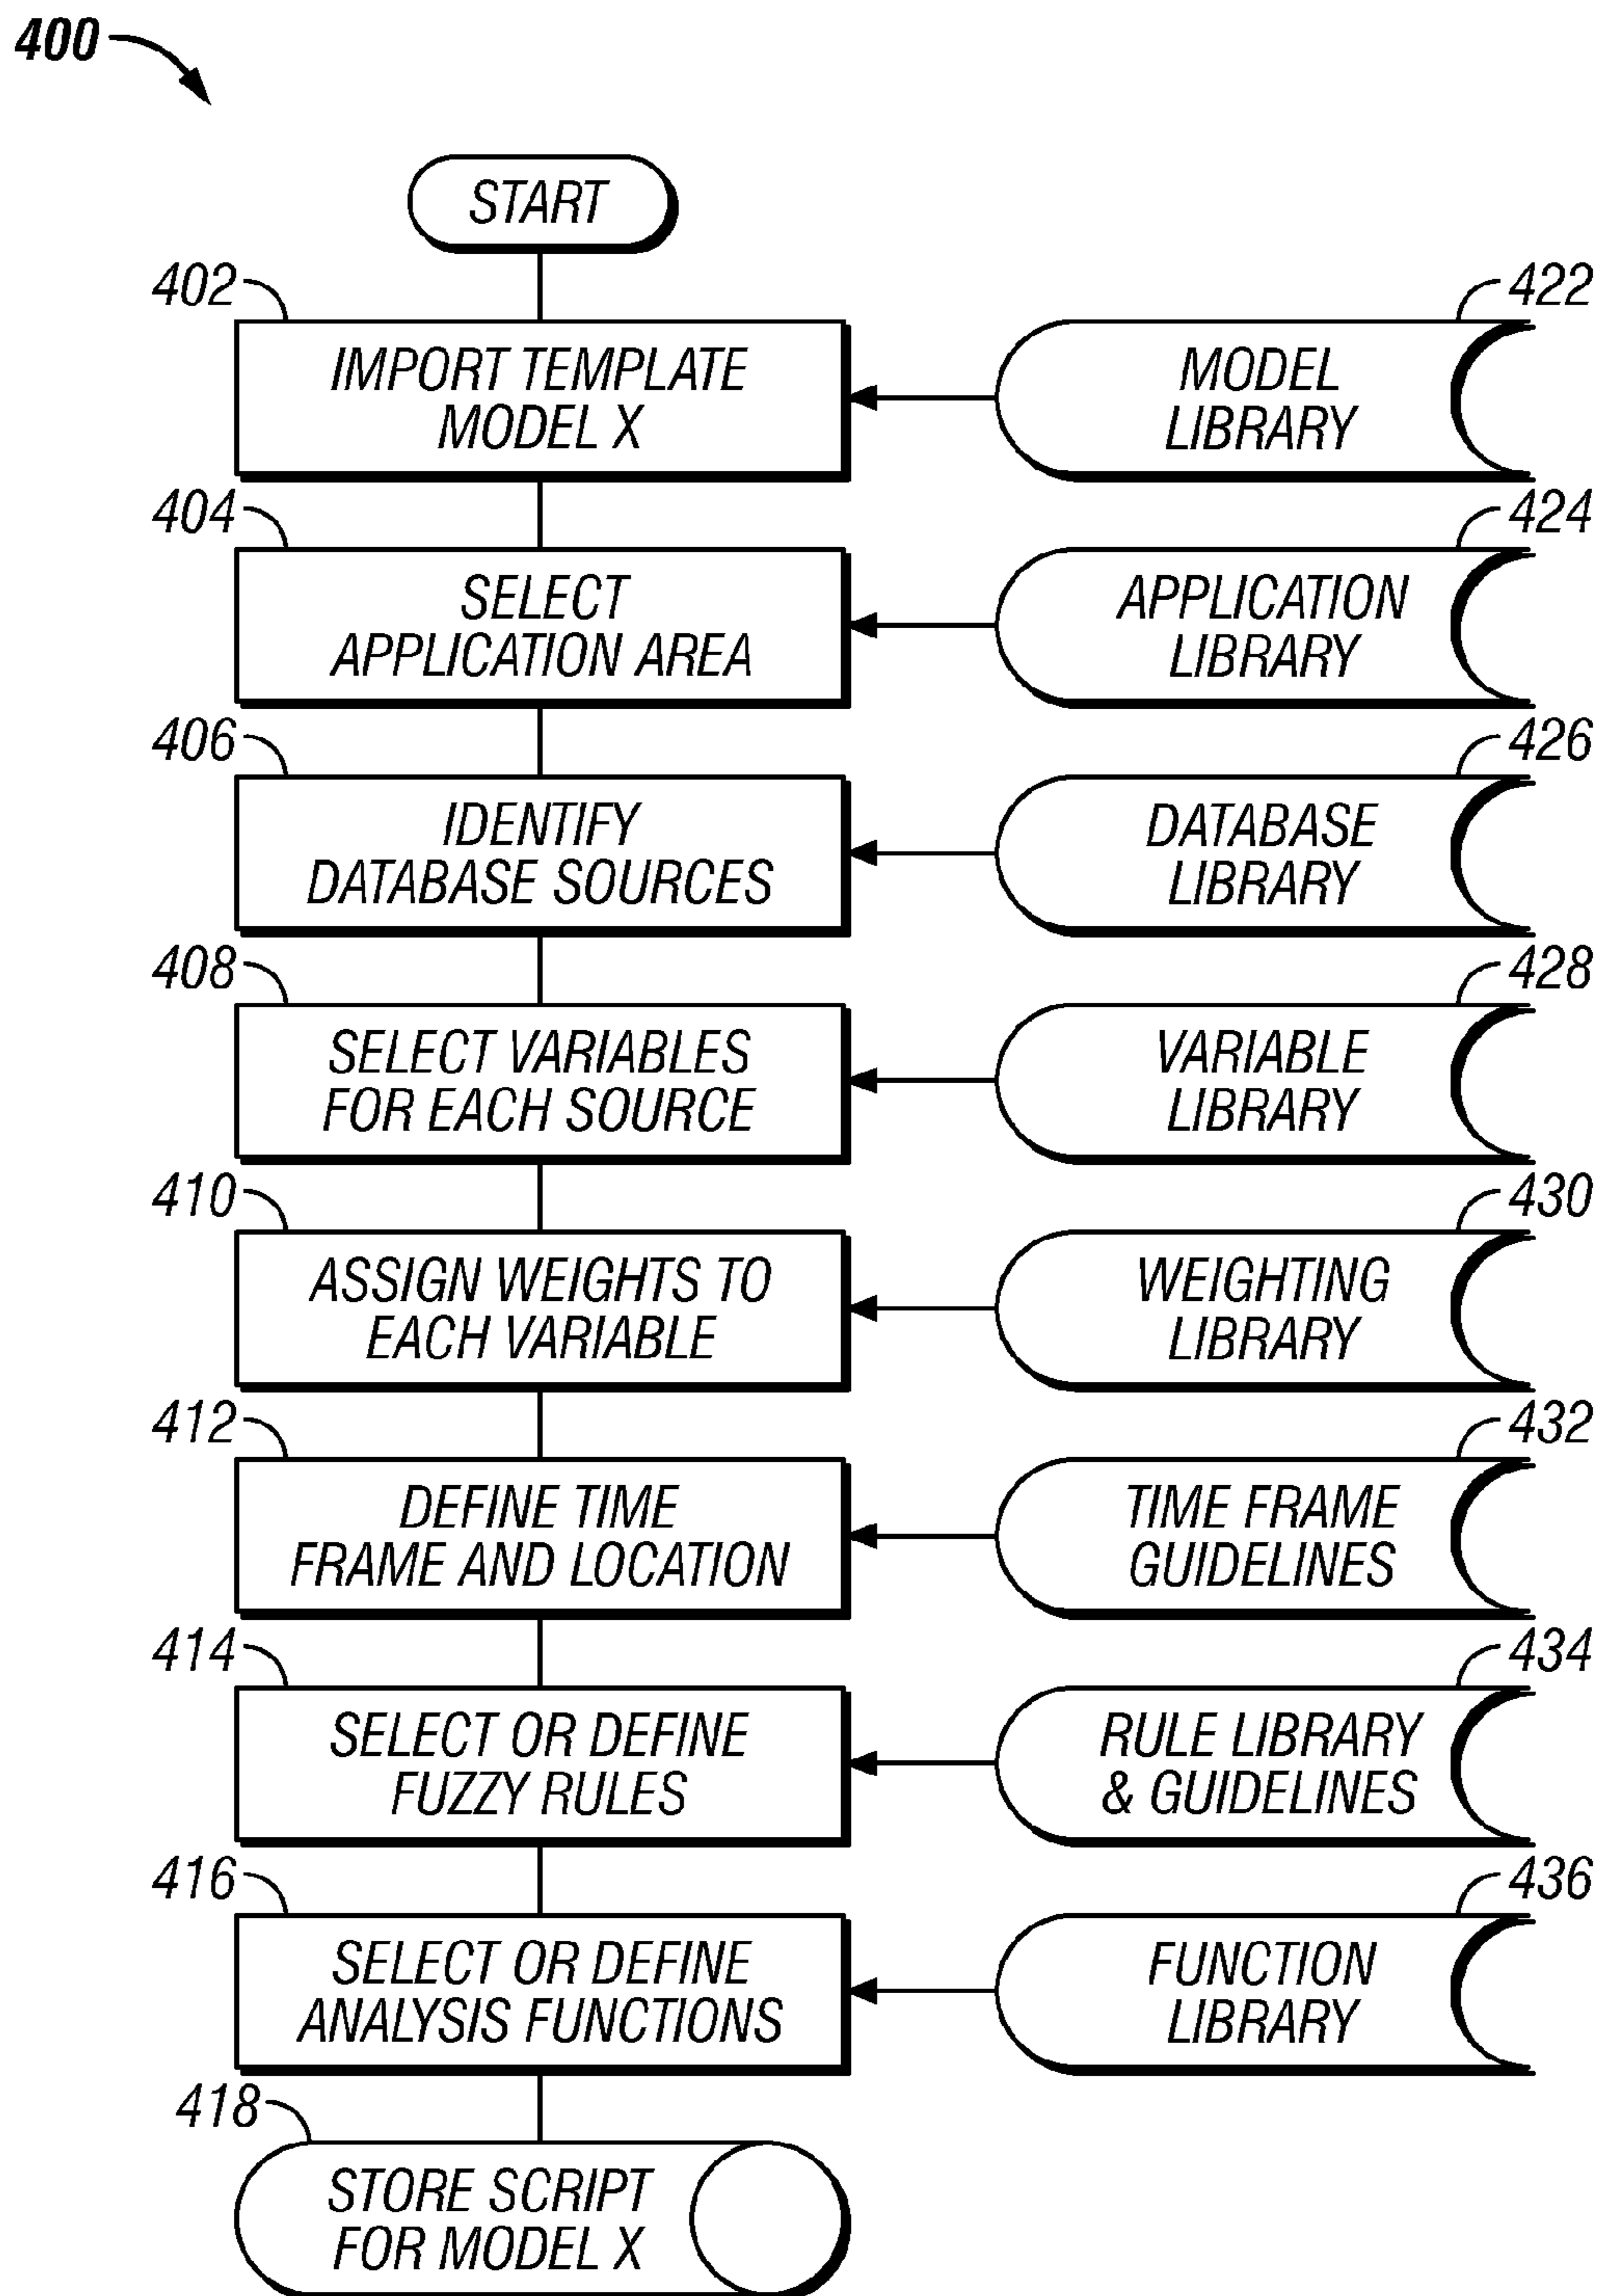 400
START
402
IMPORT TEMPLATE
MODEL X
422
MODEL
LIBRARY
404
SELECT
APPLICATION AREA
424
APPLICATION
LIBRARY
406
IDENTIFY
DATABASE SOURCES
426
DATABASE
LIBRARY
408
SELECT VARIABLES
FOR EACH SOURCE
428
VARIABLE
LIBRARY
410
ASSIGN WEIGHTS TO
EACH VARIABLE
430
WEIGHTING
LIBRARY
412
DEFINE TIME
FRAME AND LOCATION
432
TIME FRAME
GUIDELINES
414
SELECT OR DEFINE
FUZZY RULES
434
RULE LIBRARY
& GUIDELINES
416
SELECT OR DEFINE
ANALYSIS FUNCTIONS
436
FUNCTION
LIBRARY
418
STORE SCRIPT
FOR MODEL X